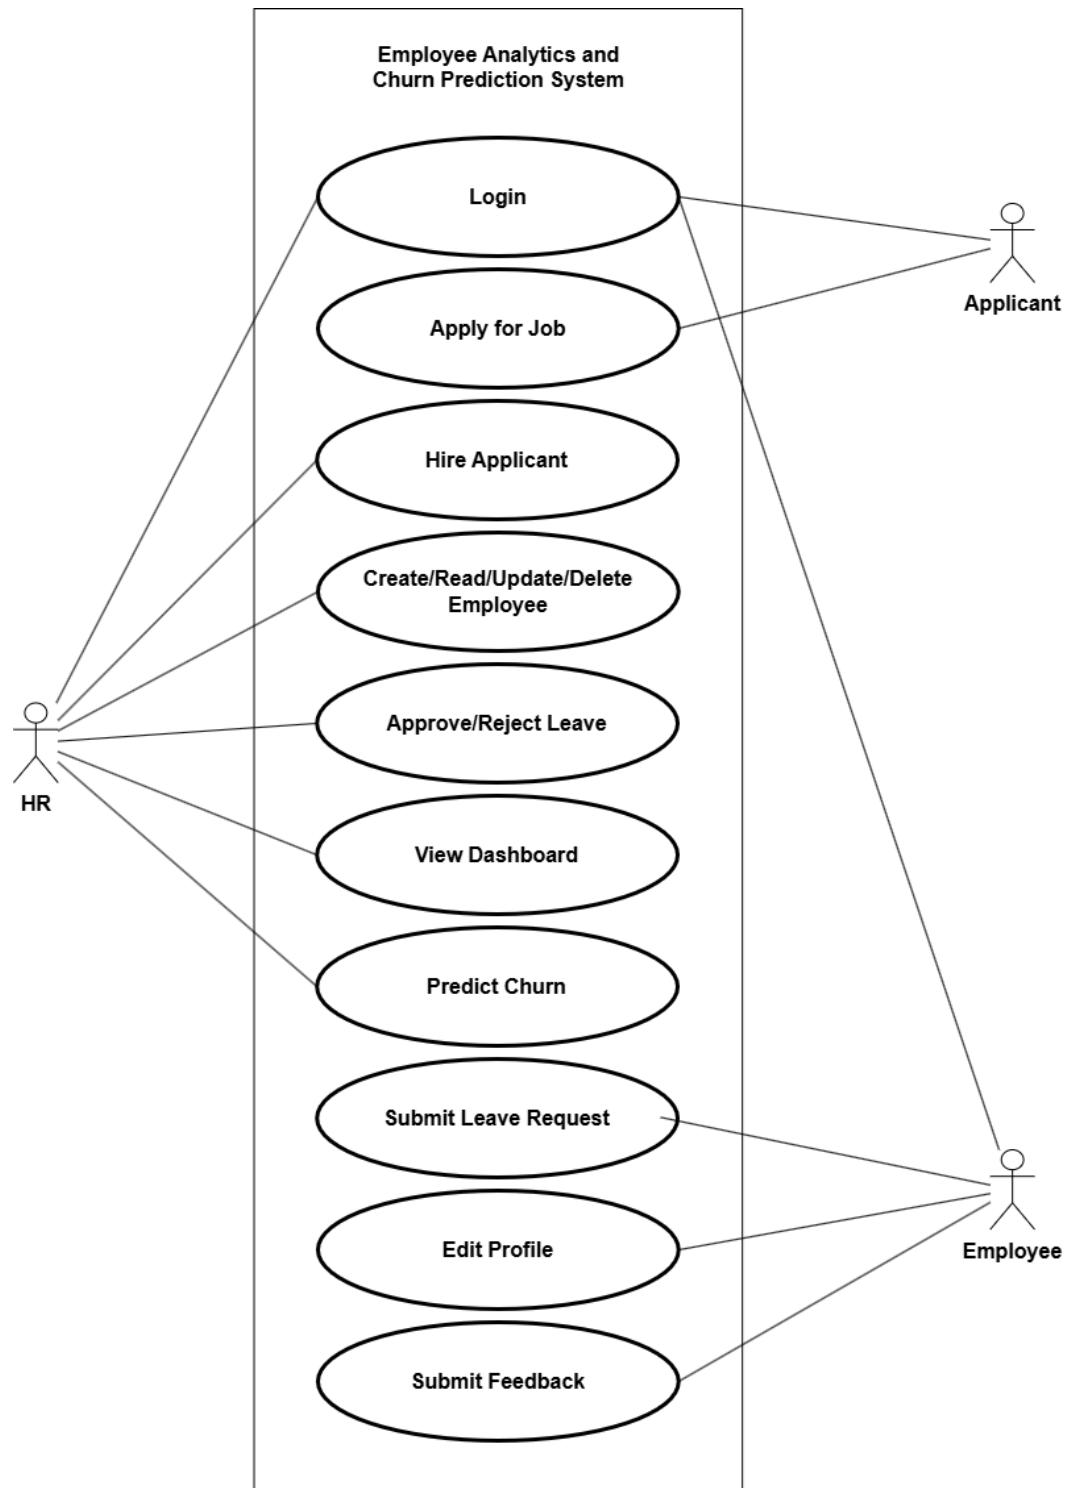 Employee Analytics and
Churn Prediction System
Login
Applicant
Apply for Job
Hire Applicant
Create/Read/Update/Delete
Employee
Approve/Reject Leave
HR
View Dashboard
Predict Churn
Submit Leave Request
Edit Profile
Employee
Submit Feedback